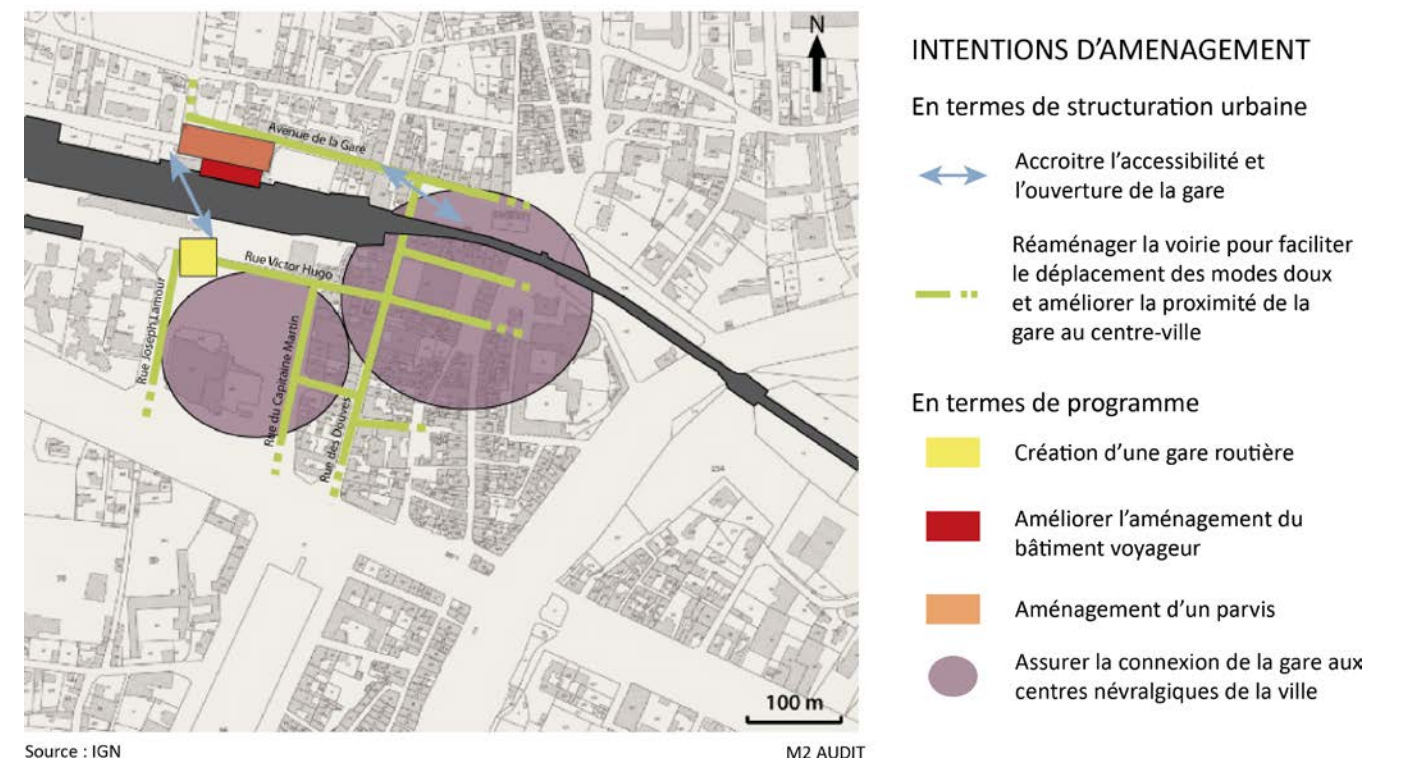 N
Avenue de la Gare
Rue Victor Hugo
Rue Joseph Lamour
Rue du Capitaine Martin
Rue des Douves
100 m
Source : IGN
M2 AUDIT
INTENTIONS D’AMENAGEMENT
En termes de structuration urbaine
Accroitre l’accessibilité et
l’ouverture de la gare
Réaménager la voirie pour faciliter
le déplacement des modes doux
et améliorer la proximité de la
gare au centre-ville
En termes de programme
Création d’une gare routière
Améliorer l’aménagement du
bâtiment voyageur
Aménagement d’un parvis
Assurer la connexion de la gare aux
centres névralgiques de la ville